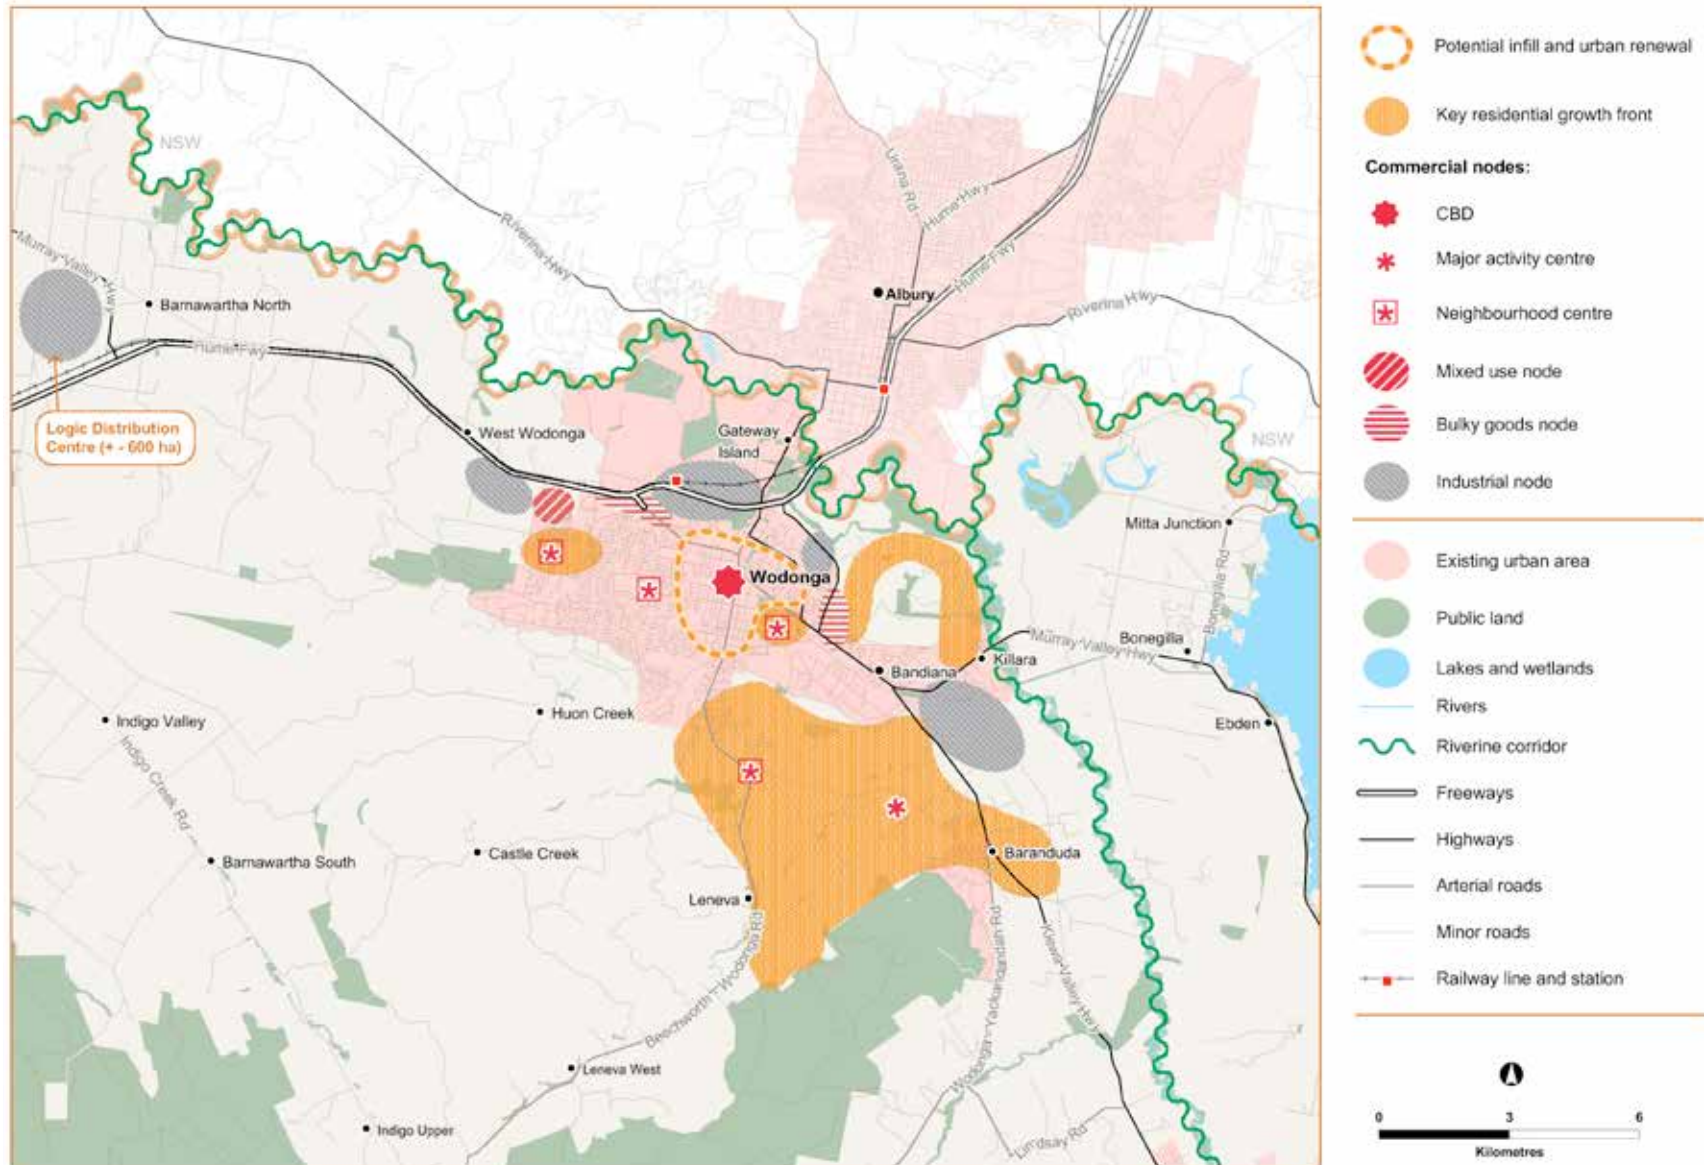 NSW
Riverina Hwy
Urana Rd
Hume Hwy
Hume Fwy
Albury
Riverina Hwy
Murray Valley Hwy
Barnawartha North
Hume Fwy
Logic Distribution
Centre (+ - 600 ha)
West Wodonga
Gateway
Island
NSW
Mitta Junction
Bonegilla Rd
Wodonga
Murray Valley Hwy
Bonegilla
Killara
Bandiana
Ebden
Indigo Valley
Huon Creek
Indigo Creek Rd
Barnawartha South
Castle Creek
Baranduda
Leneva
Beechworth - Wodonga Rd
Wodonga - Yackandandah Rd
Kiewa Valley Hwy
Leneva West
Indigo Upper
Lindsay Rd
Potential infill and urban renewal
Key residential growth front
Commercial nodes:
CBD
Major activity centre
Neighbourhood centre
Mixed use node
Bulky goods node
Industrial node
Existing urban area
Public land
Lakes and wetlands
Rivers
Riverine corridor
Freeways
Highways
Arterial roads
Minor roads
Railway line and station
0 3 6
Kilometres